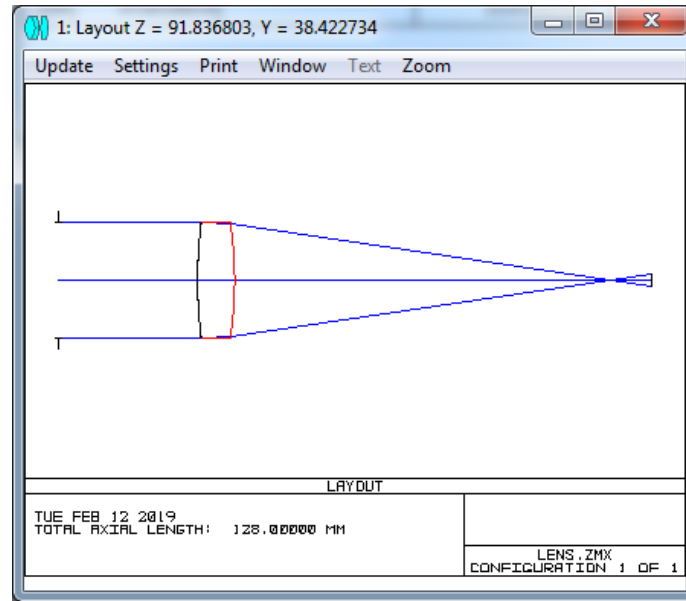 1: Layout Z = 91.836803, Y = 38.422734
Update Settings Print Window Text Zoom
LAYOUT
TUE FEB 12 2019
TOTAL AXIAL LENGTH: 128.00000 MM
LENS.ZMX
CONFIGURATION 1 OF 1